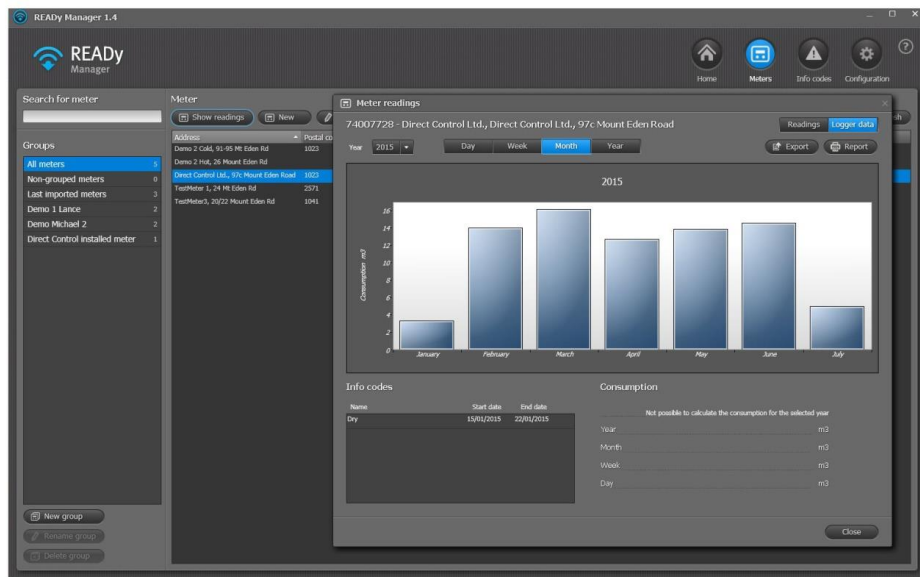 READy Manager 1.4
READy
Manager
Home
Meters
Info codes
Configuration
?
Search for meter
Groups
All meters 5
Non-grouped meters 0
Last imported meters 3
Demo 1 Lance 2
Demo Michael 2 2
Direct Control installed meter 1
New group
Rename group
Delete group
Meter
Show readings
New
Address Postal co
Demo 2 Cold, 91-95 Mt Eden Rd 1023
Demo 2 Hot, 26 Mount Eden Rd
Direct Control Ltd., 97c Mount Eden Road 1023
TestMeter 1, 24 Mt Eden Rd 2571
TestMeter3, 20/22 Mount Eden Rd 1041
sh
Meter readings
74007728 - Direct Control Ltd., Direct Control Ltd., 97c Mount Eden Road
Readings Logger data
Year 2015
Day Week Month Year
Export Report
2015
Consumption m3
16
14
12
10
8
6
4
2
0
January February March April May June July
Info codes
Name Start date End date
Dry 15/01/2015 22/01/2015
Consumption
Not possible to calculate the consumption for the selected year
Year m3
Month m3
Week m3
Day m3
Close